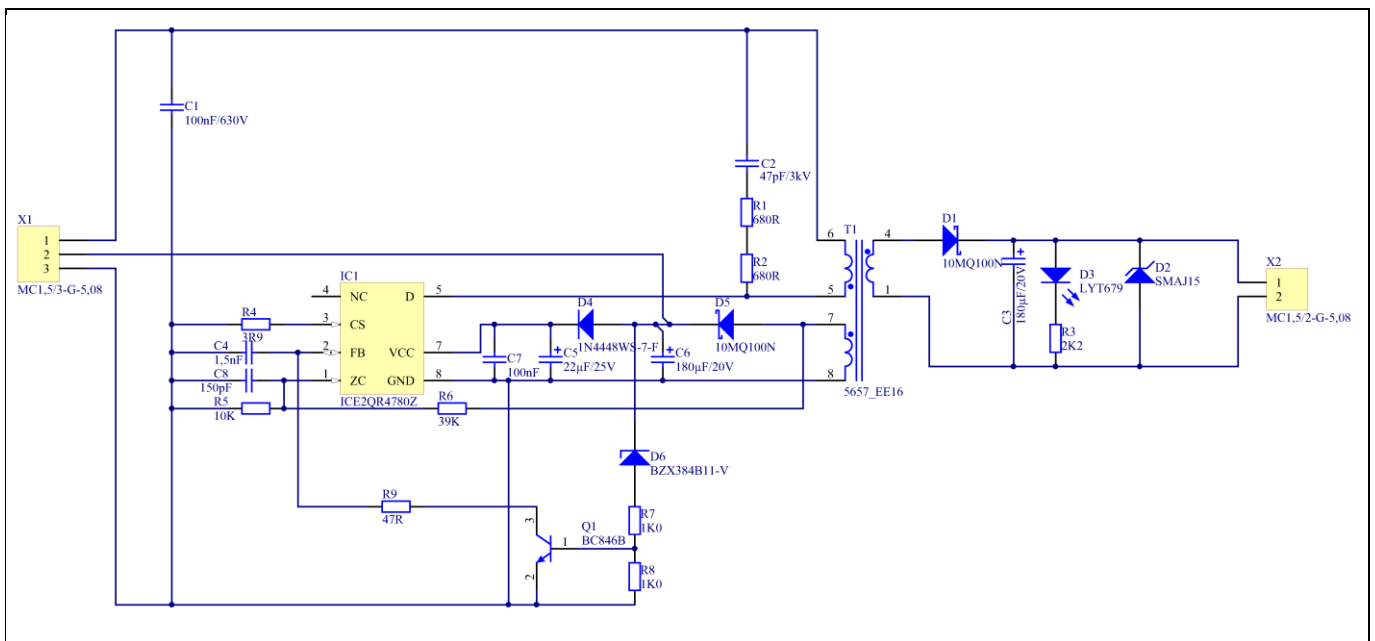 C1
100nF/630V
C2
47pF/3kV
R1
680R
R2
680R
X1
1
2
3
MC1,5/3-G-5,08
T1
6
4
5
1
7
8
5657_EE16
D1
10MQ100N
C3
180µF/20V
D3
LYT679
R3
2K2
D2
SMAJ15
X2
1
2
MC1,5/2-G-5,08
IC1
4
NC
D
5
3
CS
2
FB
VCC
7
1
ZC
GND
8
ICE2QR4780Z
R4
3R9
C4
1,5nF
C8
150pF
R5
10K
R6
39K
C7
100nF
C5
22µF/25V
D4
1N4448WS-7-F
D5
10MQ100N
C6
180µF/20V
D6
BZX384B11-V
R9
47R
R7
1K0
Q1
BC846B
3
1
2
R8
1K0